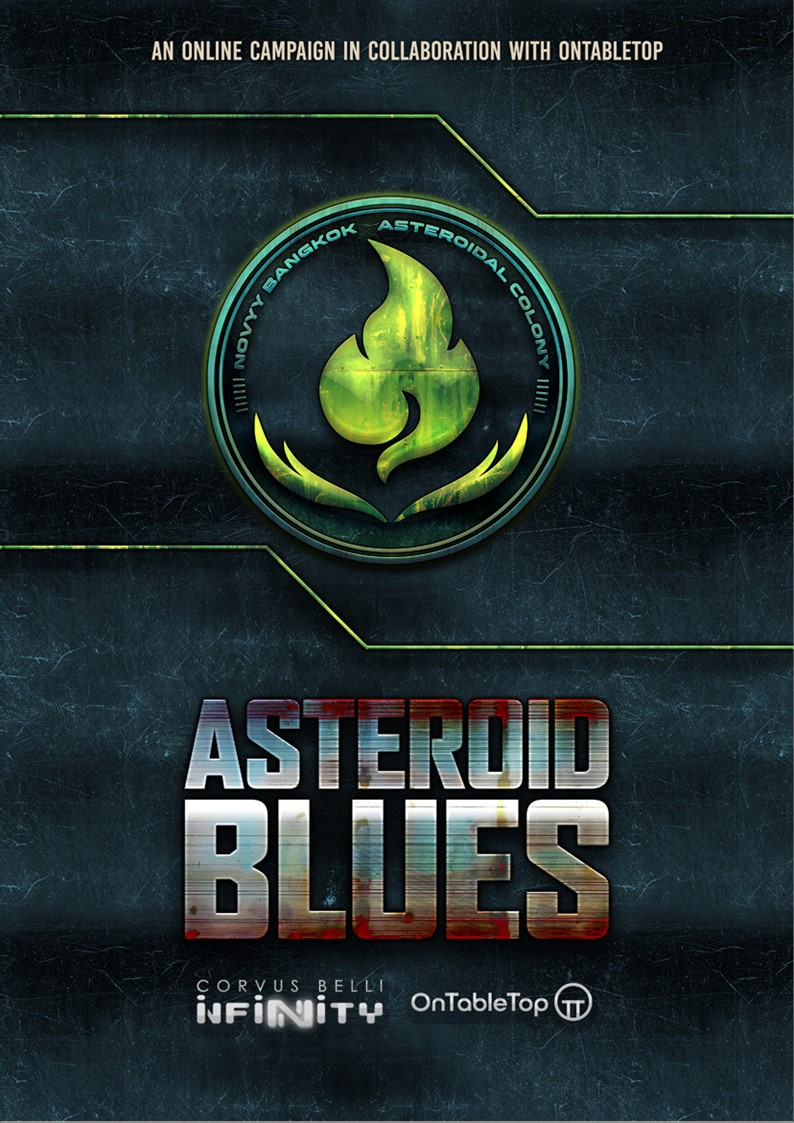 AN ONLINE CAMPAIGN IN COLLABORATION WITH ONTABLETOP
NOVYY BANGKOK ASTEROIDAL COLONY
ASTEROID
BLUES
CORVUS BELLI
INFINITY
OnTableTop